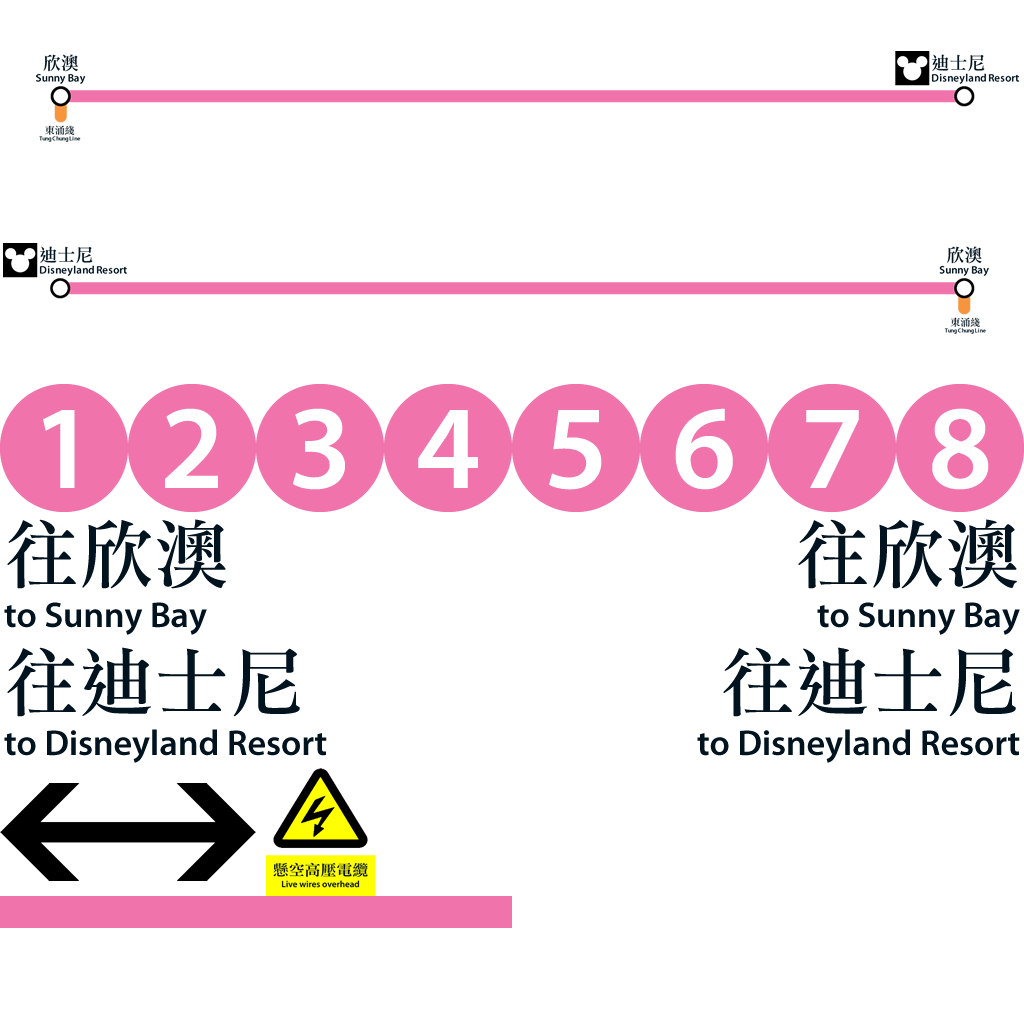 欣澳
Sunny Bay
東涌綫
Tung Chung Line
迪士尼
Disneyland Resort
迪士尼
Disneyland Resort
欣澳
Sunny Bay
東涌綫
Tung Chung Line
1 2 3 4 5 6 7 8
往欣澳
to Sunny Bay
往欣澳
to Sunny Bay
往迪士尼
to Disneyland Resort
往迪士尼
to Disneyland Resort
懸空高壓電纜
Live wires overhead